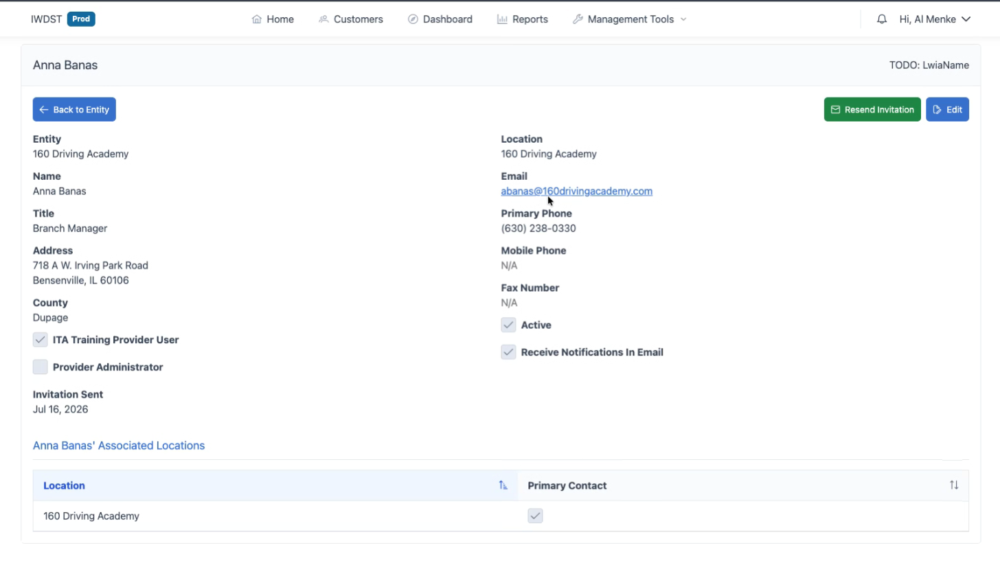 IWDST Prod Home Customers Dashboard Reports Management Tools Hi, Al Menke
Anna Banas TODO: LwiaName
Back to Entity Resend Invitation Edit
Entity
160 Driving Academy
Name
Anna Banas
Title
Branch Manager
Address
718 A W. Irving Park Road
Bensenville, IL 60106
County
Dupage
ITA Training Provider User
Provider Administrator
Invitation Sent
Jul 16, 2026
Location
160 Driving Academy
Email
abanas@160drivingacademy.com
Primary Phone
(630) 238-0330
Mobile Phone
N/A
Fax Number
N/A
Active
Receive Notifications In Email
Anna Banas' Associated Locations
Location Primary Contact
160 Driving Academy